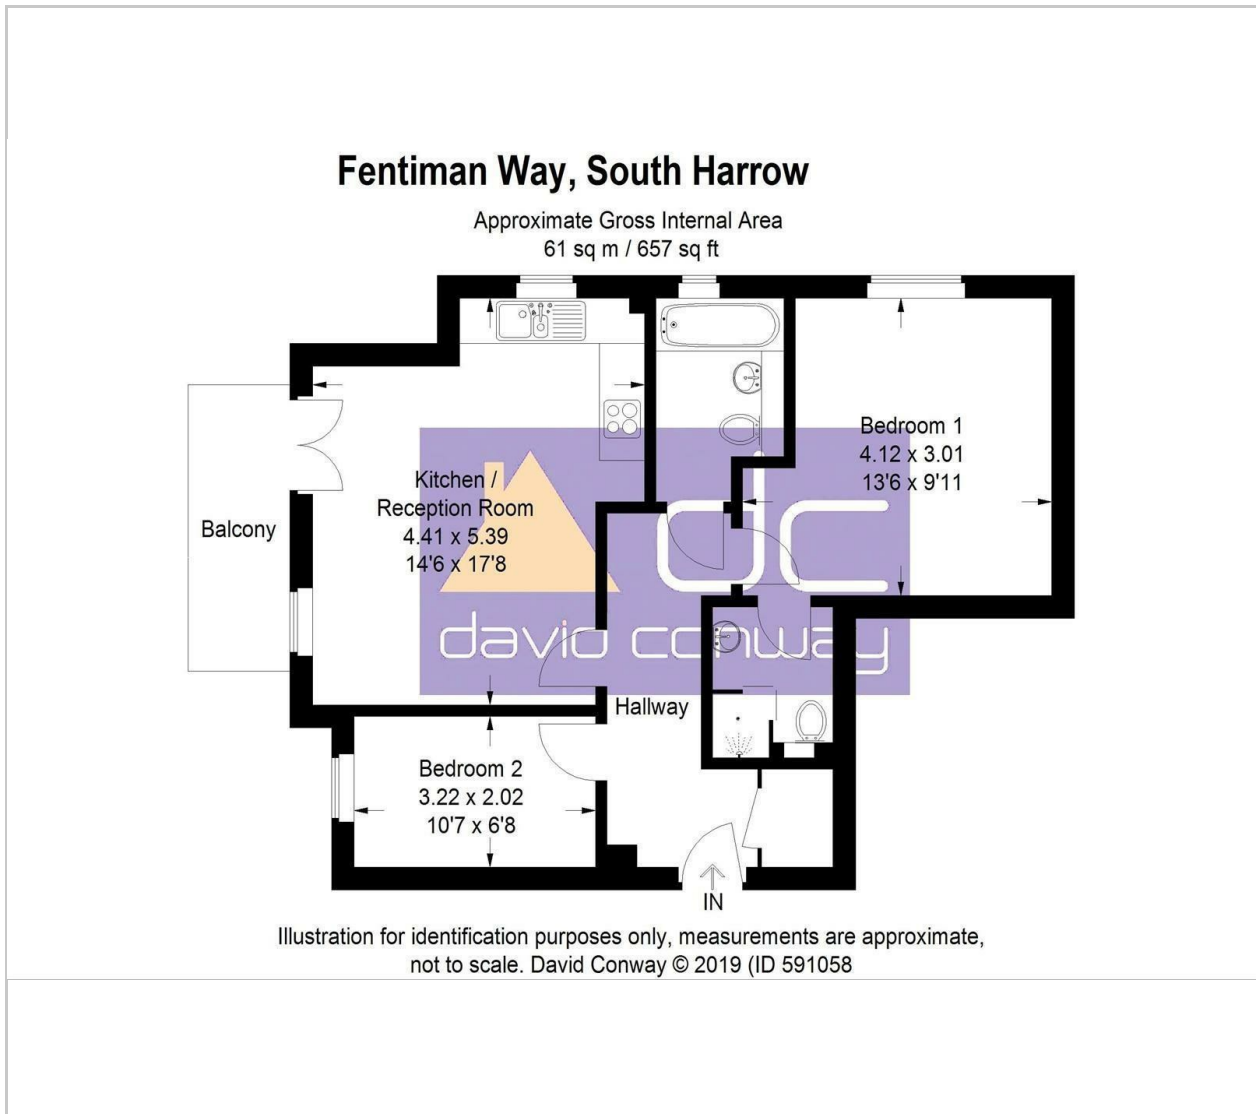 Fentiman Way, South Harrow
Approximate Gross Internal Area
61 sq m / 657 sq ft
Bedroom 1
4.12 x 3.01
13'6 x 9'11
Kitchen /
Reception Room
4.41 x 5.39
14'6 x 17'8
Balcony
dc
david conway
Hallway
Bedroom 2
3.22 x 2.02
10'7 x 6'8
IN
Illustration for identification purposes only, measurements are approximate,
not to scale. David Conway © 2019 (ID 591058